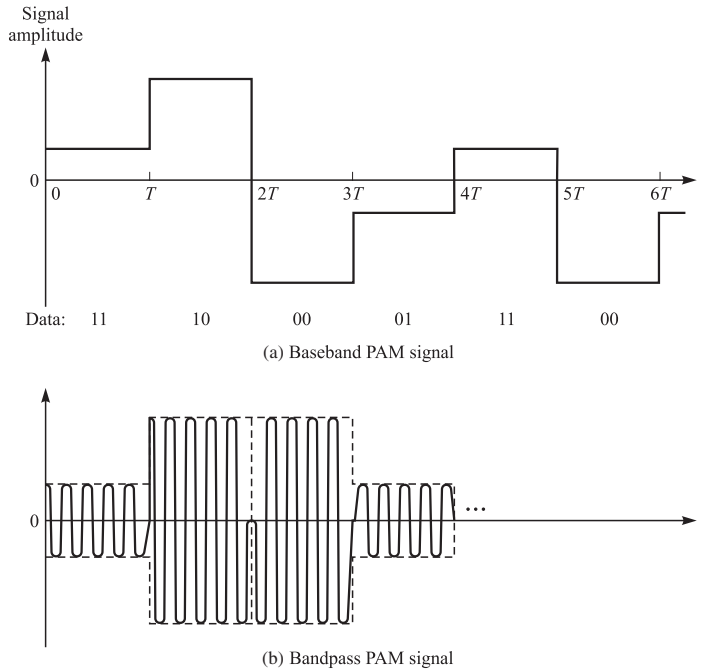 Signal
amplitude
0
0 T 2T 3T 4T 5T 6T
Data: 11 10 00 01 11 00
(a) Baseband PAM signal
0
...
(b) Bandpass PAM signal